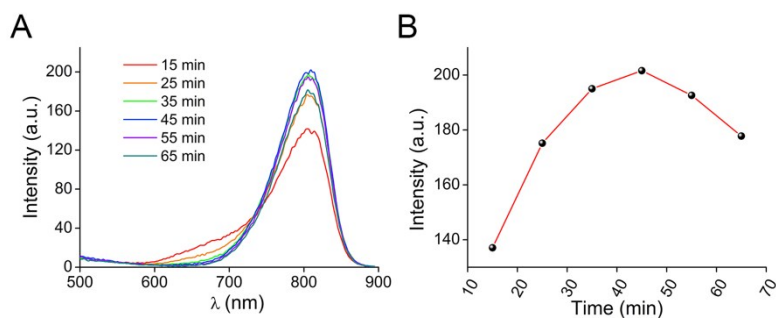 A
Intensity (a.u.)
200
160
120
80
40
0
15 min
25 min
35 min
45 min
55 min
65 min
500
600
700
800
900
λ (nm)
B
Intensity (a.u.)
200
180
160
140
10
20
30
40
50
60
70
Time (min)